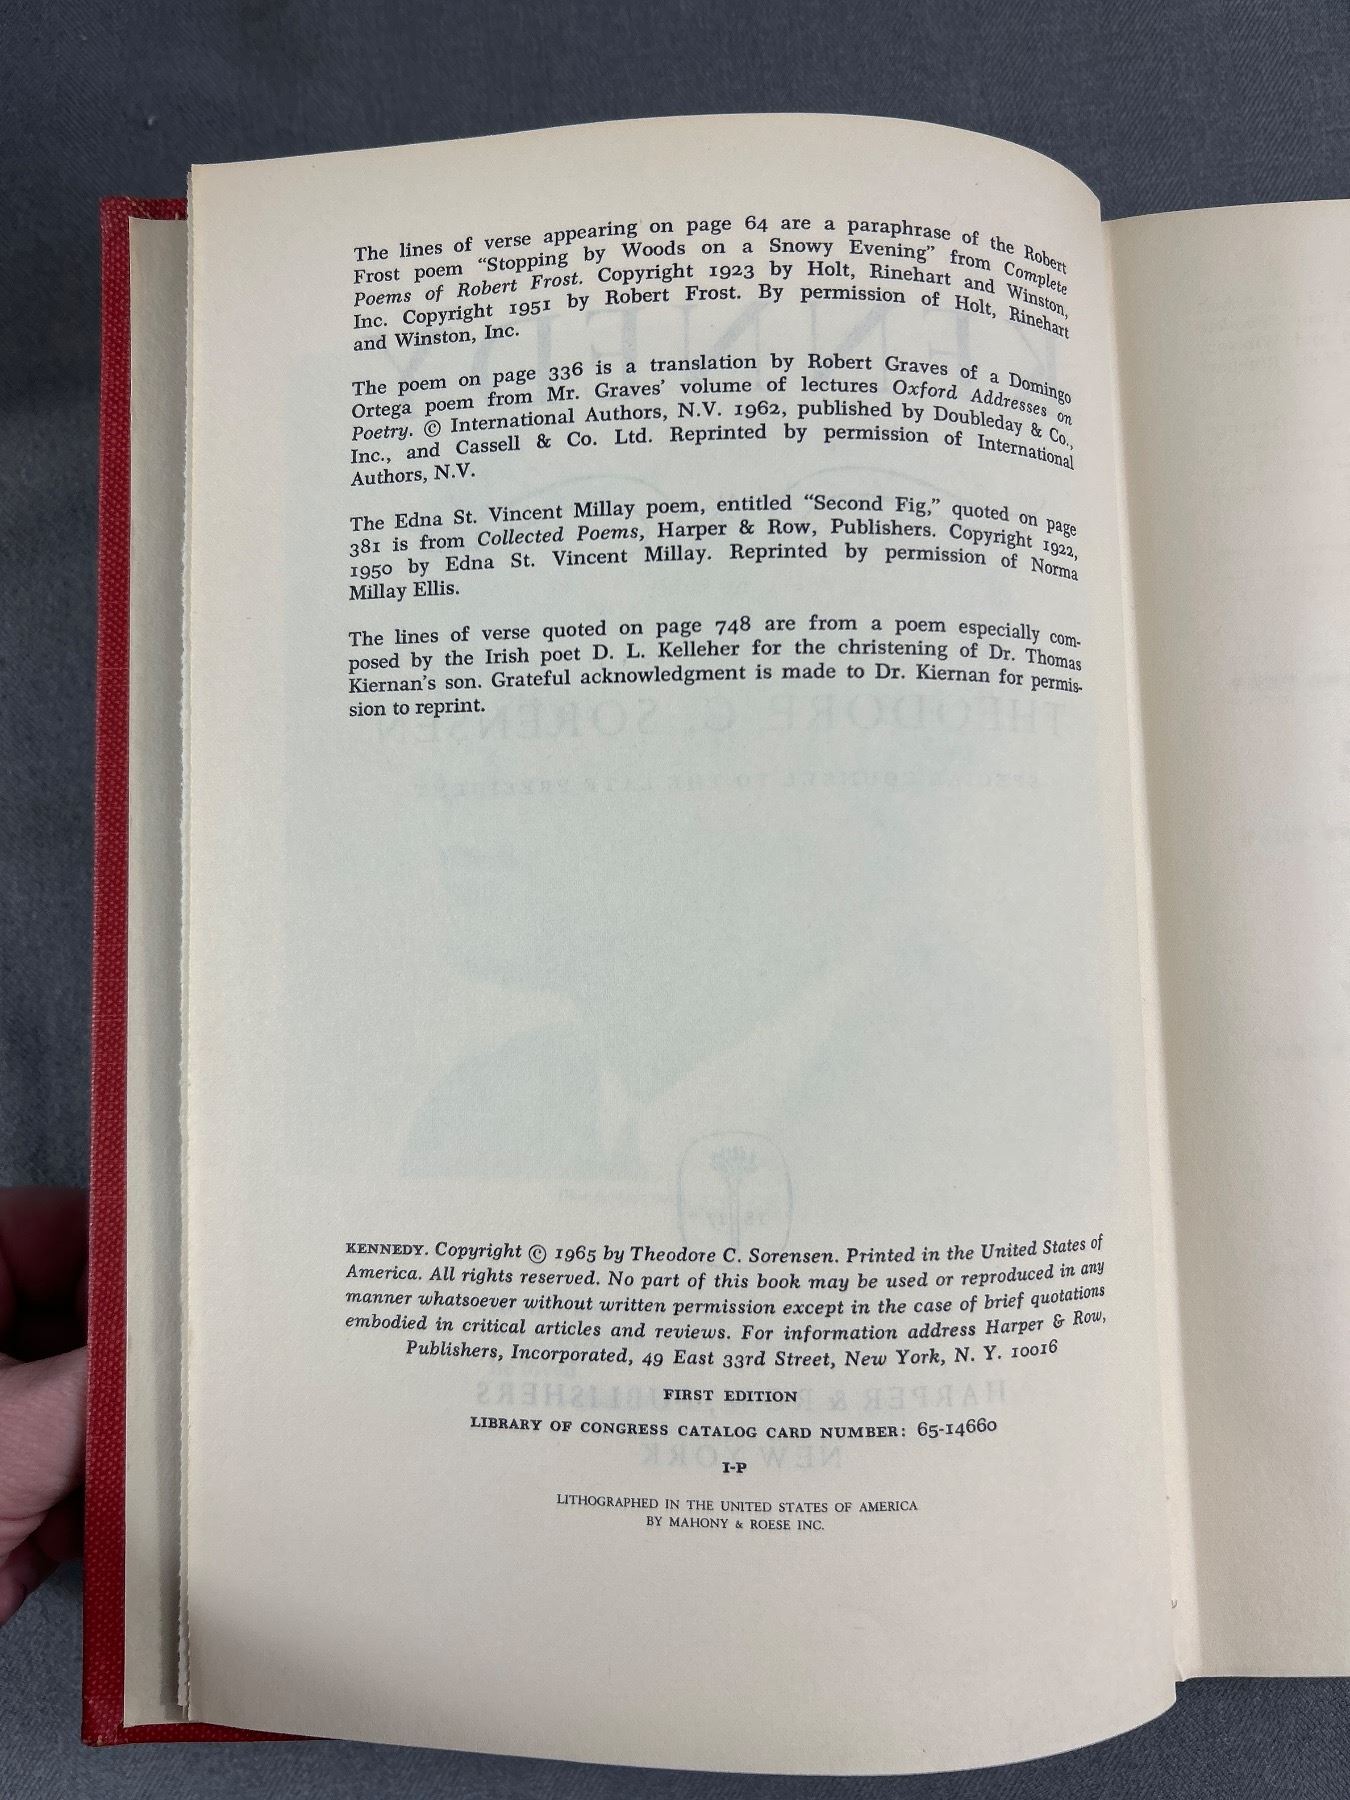 The lines of verse appearing on page 64 are a paraphrase of the Robert
Frost poem “Stopping by Woods on a Snowy Evening” from Complete
Poems of Robert Frost. Copyright 1923 by Holt, Rinehart and Winston,
Inc. Copyright 1951 by Robert Frost. By permission of Holt, Rinehart
and Winston, Inc.
The poem on page 336 is a translation by Robert Graves of a Domingo
Ortega poem from Mr. Graves’ volume of lectures Oxford Addresses on
Poetry. © International Authors, N.V. 1962, published by Doubleday & Co.,
Inc., and Cassell & Co. Ltd. Reprinted by permission of International
Authors, N.V.
The Edna St. Vincent Millay poem, entitled “Second Fig,” quoted on page
381 is from Collected Poems, Harper & Row, Publishers. Copyright 1922,
1950 by Edna St. Vincent Millay. Reprinted by permission of Norma
Millay Ellis.
The lines of verse quoted on page 748 are from a poem especially com-
posed by the Irish poet D. L. Kelleher for the christening of Dr. Thomas
Kiernan’s son. Grateful acknowledgment is made to Dr. Kiernan for permis-
sion to reprint.
KENNEDY. Copyright © 1965 by Theodore C. Sorensen. Printed in the United States of
America. All rights reserved. No part of this book may be used or reproduced in any
manner whatsoever without written permission except in the case of brief quotations
embodied in critical articles and reviews. For information address Harper & Row,
Publishers, Incorporated, 49 East 33rd Street, New York, N. Y. 10016
FIRST EDITION
LIBRARY OF CONGRESS CATALOG CARD NUMBER: 65-14660
I-P
LITHOGRAPHED IN THE UNITED STATES OF AMERICA
BY MAHONY & ROESE INC.